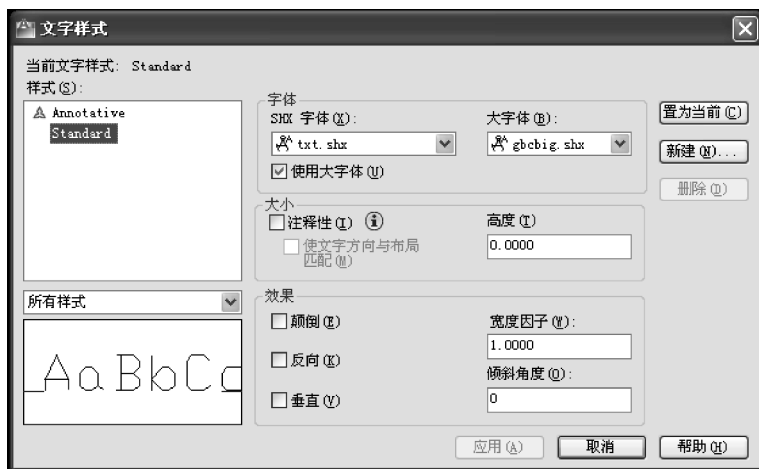 文字样式
当前文字样式: Standard
样式(S):
Annotative
Standard
所有样式
AaBbCc
字体
SHX 字体(X):
txt.shx
使用大字体(U)
大字体(B):
gbcbig.shx
大小
注释性(I)
使文字方向与布局
匹配(M)
高度(T)
0.0000
效果
颠倒(E)
反向(K)
垂直(V)
宽度因子(W):
1.0000
倾斜角度(O):
0
置为当前(C)
新建(N)...
删除(D)
应用(A)
取消
帮助(H)